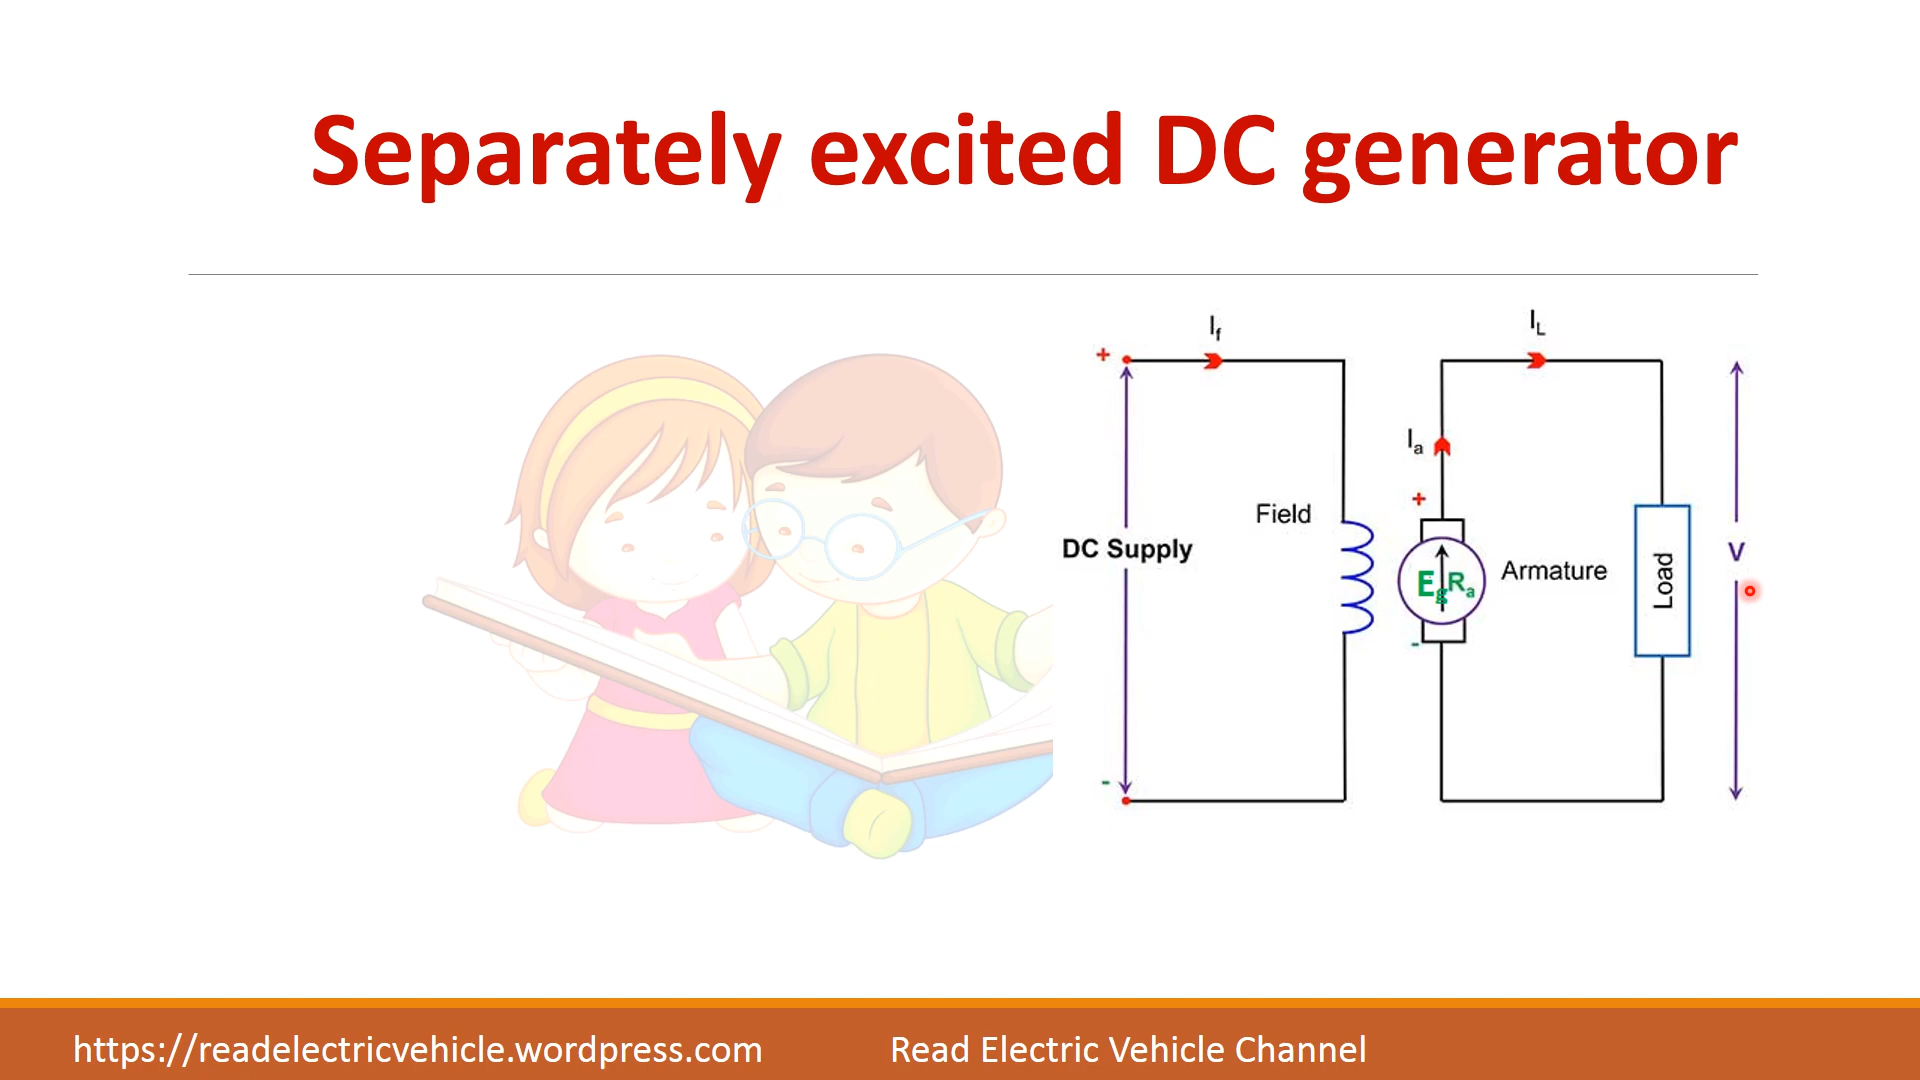 Separately excited DC generator
I_f
I_L
+
I_a
+
Field
DC Supply
V
Armature
E_g R_a
Load
-
-
https://readelectricvehicle.wordpress.com
Read Electric Vehicle Channel